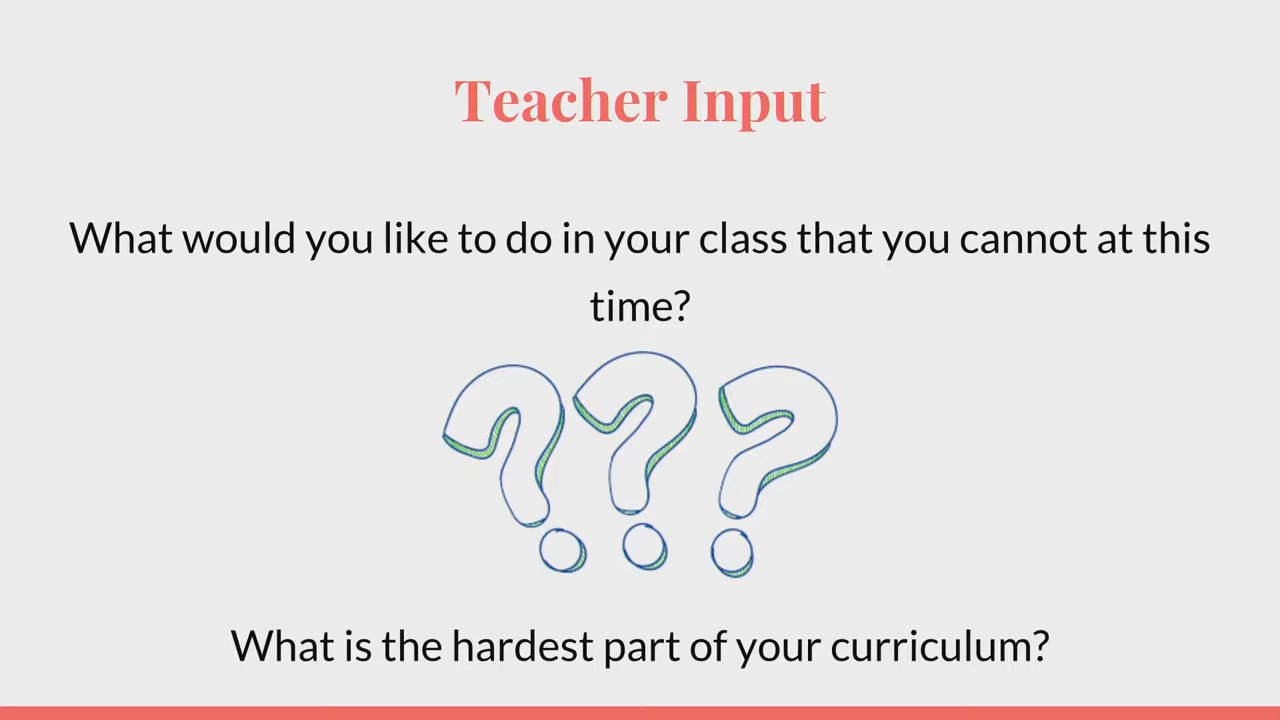 Teacher Input
What would you like to do in your class that you cannot at this
time?
What is the hardest part of your curriculum?